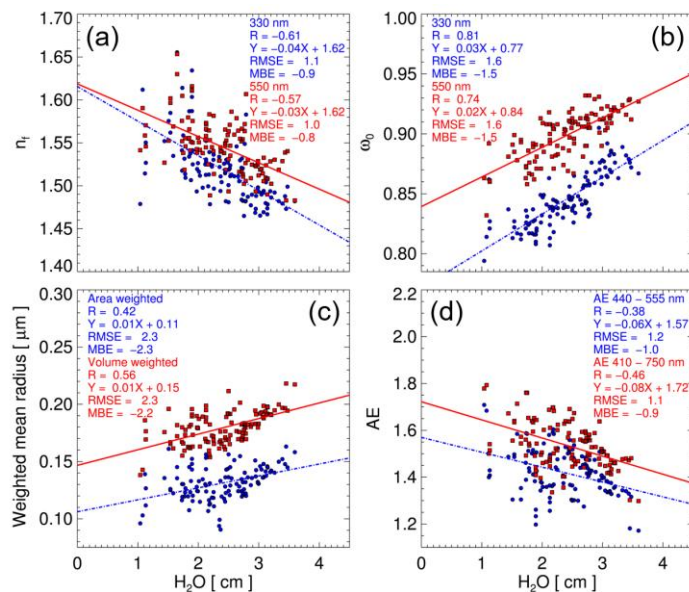 (a)
330 nm
R = −0.61
Y = −0.04X + 1.62
RMSE = 1.1
MBE = −0.9
550 nm
R = −0.57
Y = −0.03X + 1.62
RMSE = 1.0
MBE = −0.8
1.70
1.65
1.60
1.55
1.50
1.45
1.40
n_f
330 nm
R = 0.81
Y = 0.03X + 0.77
RMSE = 1.6
MBE = −1.5
550 nm
R = 0.74
Y = 0.02X + 0.84
RMSE = 1.6
MBE = −1.5
(b)
1.00
0.95
0.90
0.85
0.80
ω₀
Area weighted
R = 0.42
Y = 0.01X + 0.11
RMSE = 2.3
MBE = −2.3
Volume weighted
R = 0.56
Y = 0.01X + 0.15
RMSE = 2.3
MBE = −2.2
(c)
0.30
0.25
0.20
0.15
0.10
Weighted mean radius [ μm ]
0 1 2 3 4
H₂O [ cm ]
(d)
AE 440 − 555 nm
R = −0.38
Y = −0.06X + 1.57
RMSE = 1.2
MBE = −1.0
AE 410 − 750 nm
R = −0.46
Y = −0.08X + 1.72
RMSE = 1.1
MBE = −0.9
2.2
2.0
1.8
1.6
1.4
1.2
AE
0 1 2 3 4
H₂O [ cm ]